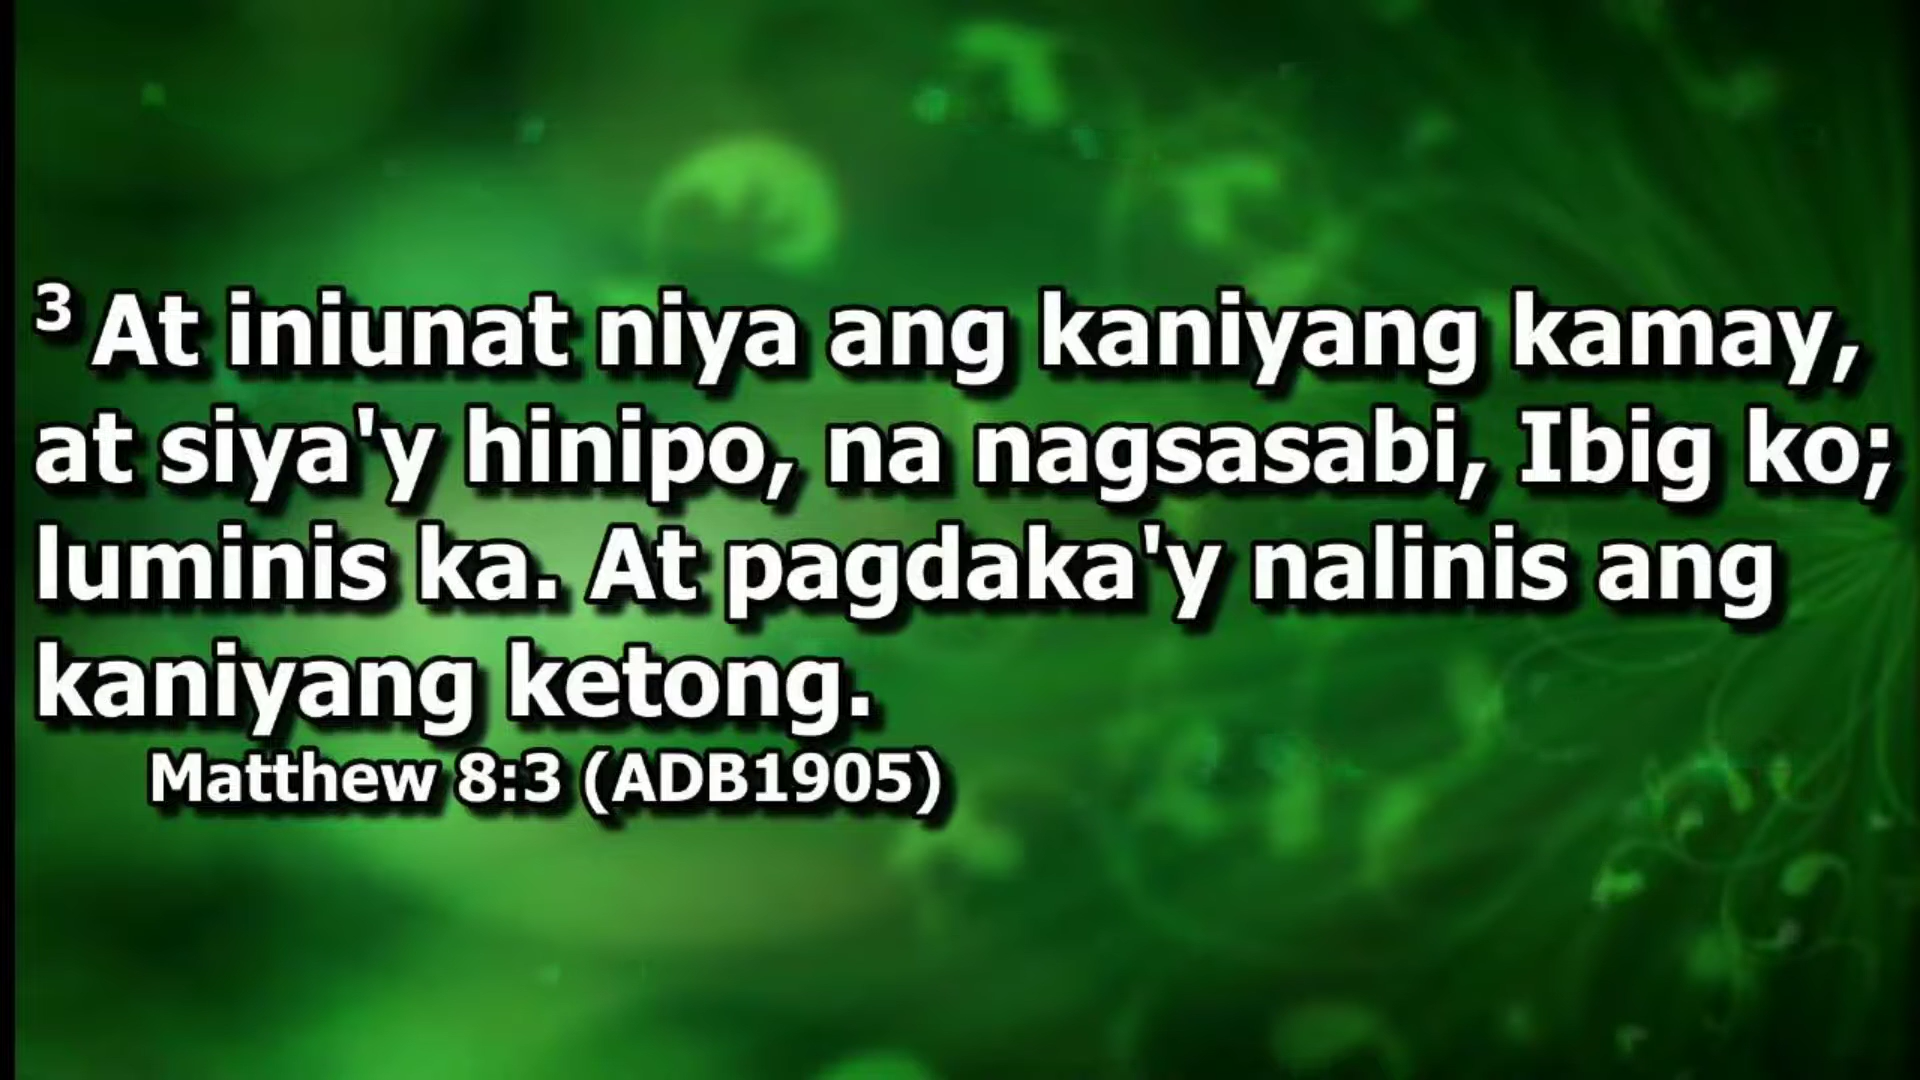 3 At iniunat niya ang kaniyang kamay,
at siya'y hinipo, na nagsasabi, Ibig ko;
luminis ka. At pagdaka'y nalinis ang
kaniyang ketong.
Matthew 8:3 (ADB1905)